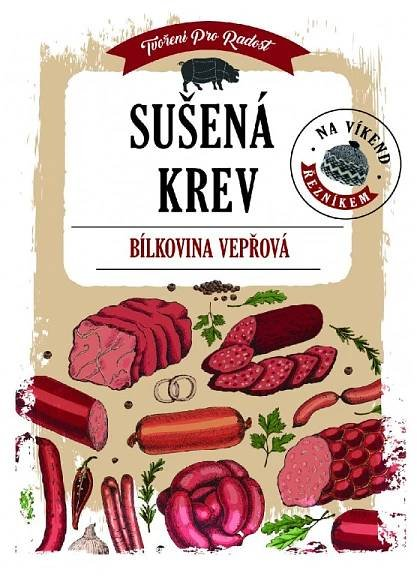 Tvoření Pro Radost
SUŠENÁ
KREV
BÍLKOVINA VEPŘOVÁ
NA VÍKEND
ŘEZNÍKEM